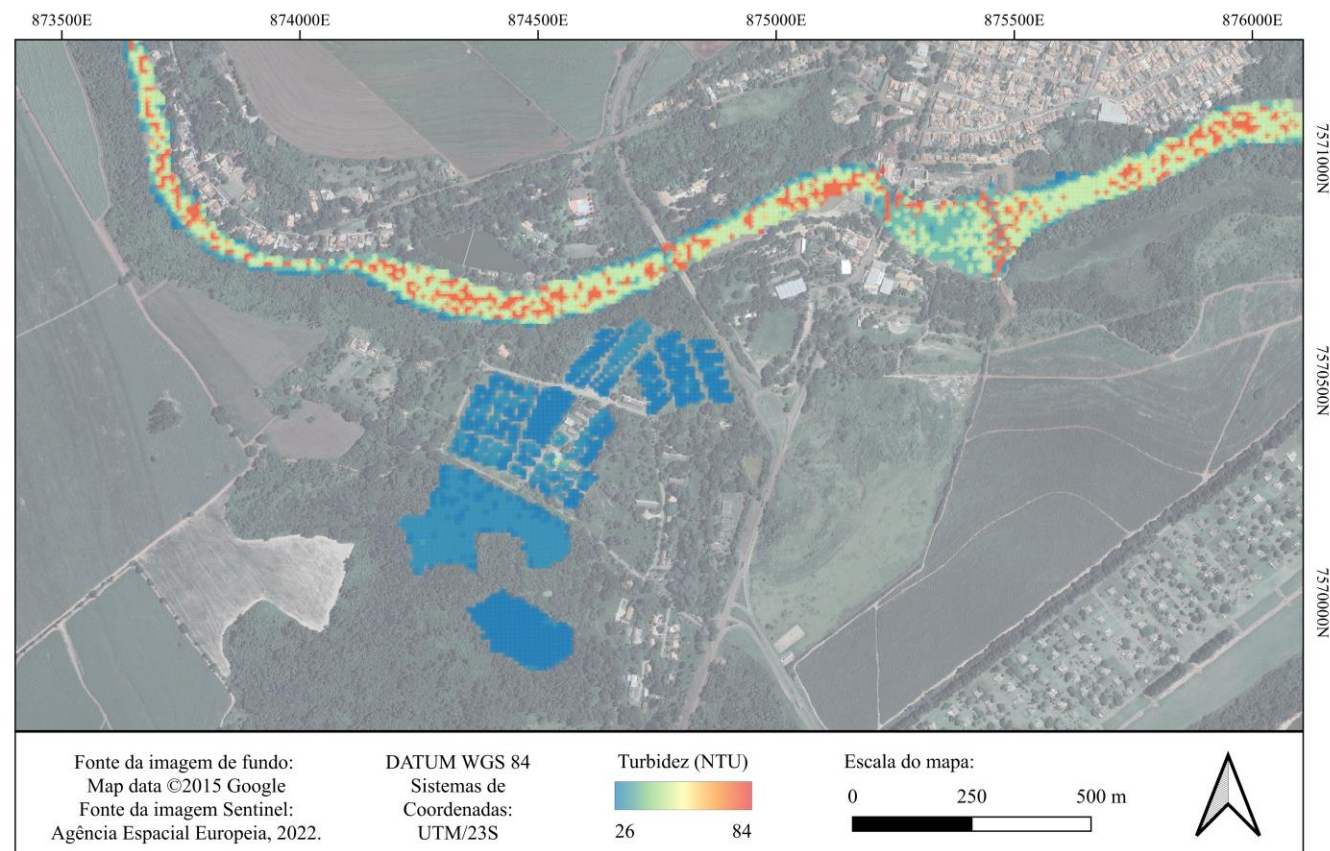 873500E 874000E 874500E 875000E 875500E 876000E
7571000N
7570500N
7570000N
Fonte da imagem de fundo:
Map data ©2015 Google
Fonte da imagem Sentinel:
Agência Espacial Europeia, 2022.
DATUM WGS 84
Sistemas de
Coordenadas:
UTM/23S
Turbidez (NTU)
26 84
Escala do mapa:
0 250 500 m